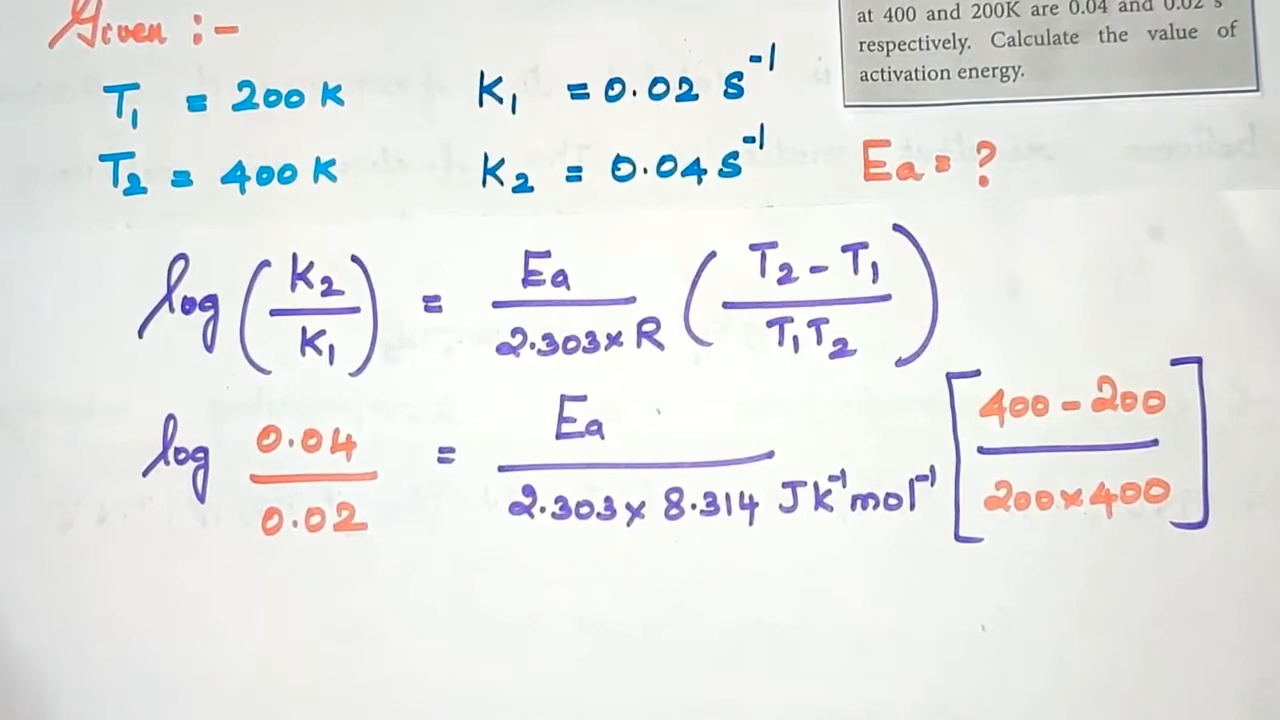 at 400 and 200K are 0.04 and 0.02 s
respectively. Calculate the value of
activation energy.
Given :-
T₁ = 200 K K₁ = 0.02 S⁻¹
T₂ = 400 K K₂ = 0.04 S⁻¹ Ea = ?
log (K₂/K₁) = Ea/2.303×R (T₂ - T₁/T₁T₂)
log 0.04/0.02 = Ea/2.303×8.314 JK⁻¹mol⁻¹ [400 - 200/200×400]